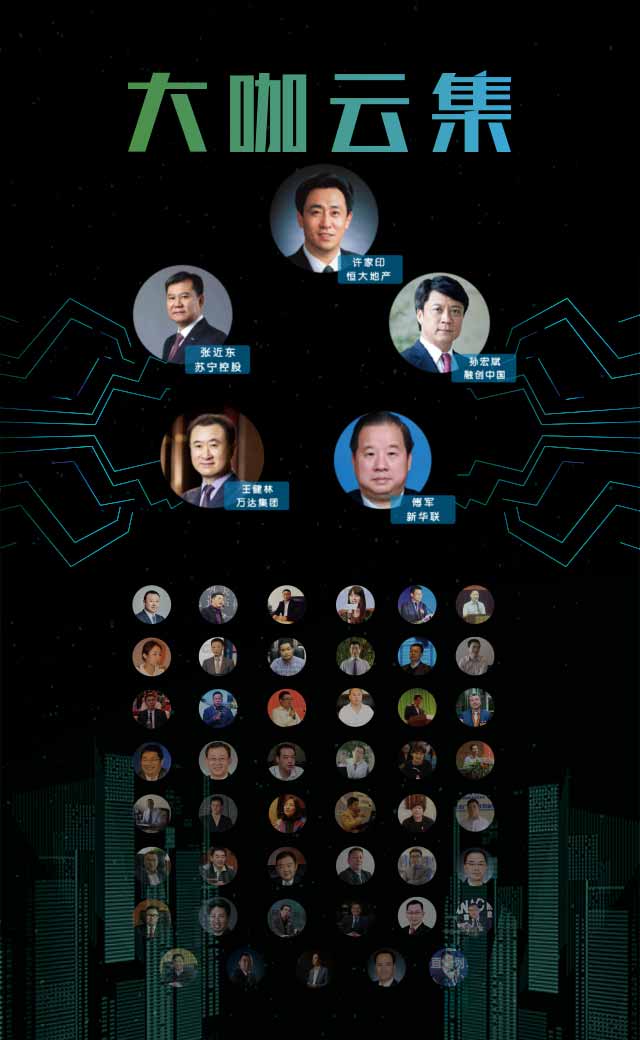 大咖云集
许家印
恒大地产
张近东
苏宁控股
孙宏斌
融创中国
王健林
万达集团
傅军
新华联